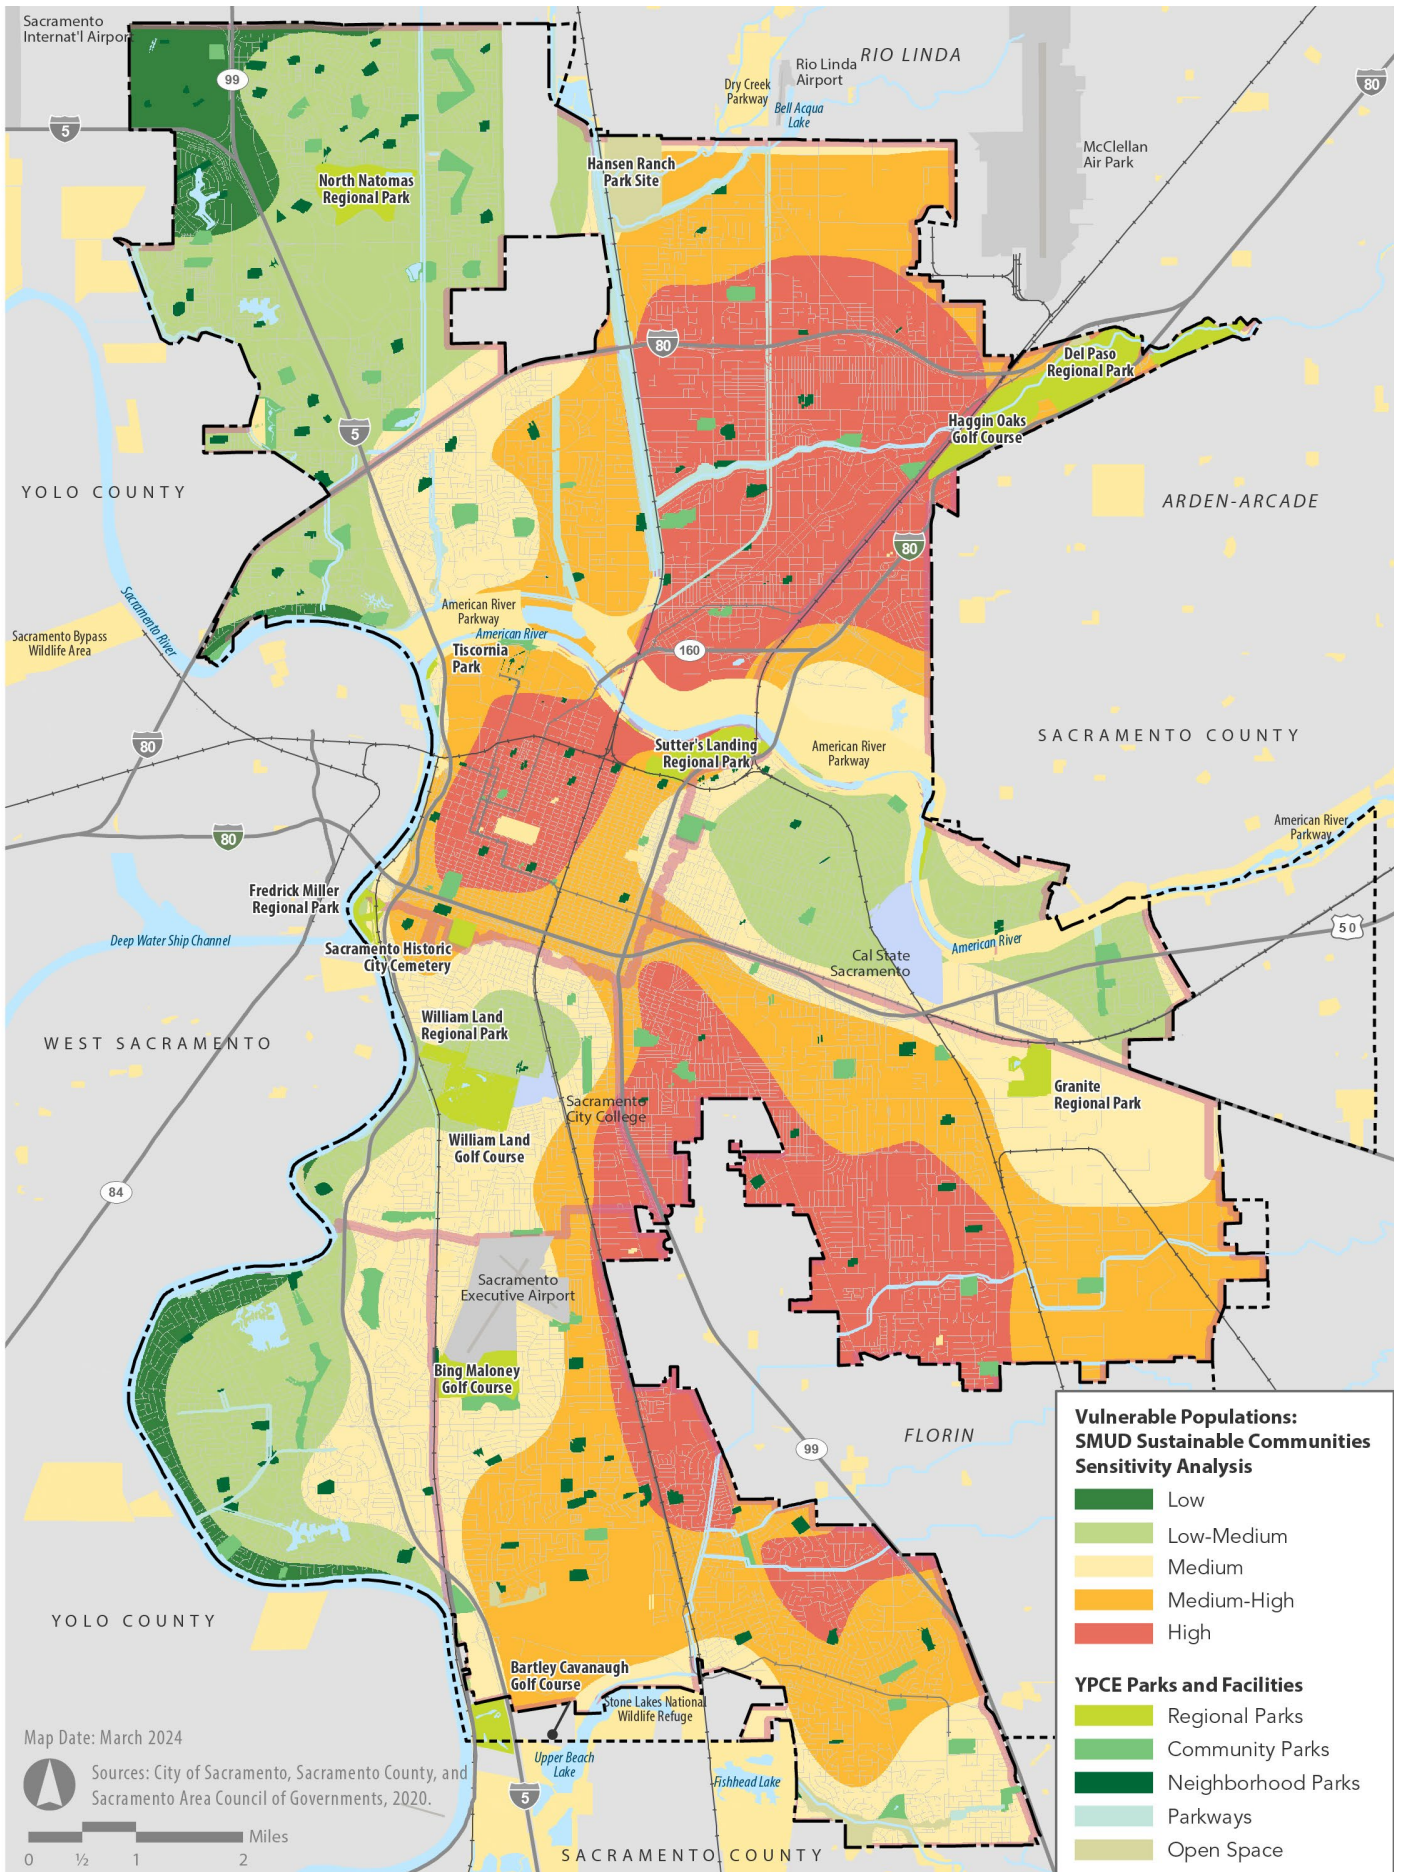 Sacramento
Internat'l Airport
99
5
RIO LINDA
Rio Linda
Airport
Dry Creek
Parkway
Bell Acqua
Lake
80
McClellan
Air Park
Hansen Ranch
Park Site
North Natomas
Regional Park
80
Del Paso
Regional Park
Haggin Oaks
Golf Course
5
YOLO COUNTY
ARDEN-ARCADE
80
Sacramento River
American River
Parkway
American River
Sacramento Bypass
Wildlife Area
Tiscornia
Park
160
80
Sutter's Landing
Regional Park
American River
Parkway
SACRAMENTO COUNTY
80
American River
Parkway
Fredrick Miller
Regional Park
50
Deep Water Ship Channel
Sacramento Historic
City Cemetery
American River
Cal State
Sacramento
William Land
Regional Park
WEST SACRAMENTO
Granite
Regional Park
Sacramento
City College
William Land
Golf Course
84
Sacramento
Executive Airport
Bing Maloney
Golf Course
FLORIN
99
Vulnerable Populations:
SMUD Sustainable Communities
Sensitivity Analysis
Low
Low-Medium
Medium
Medium-High
High
YPCE Parks and Facilities
Regional Parks
Community Parks
Neighborhood Parks
Parkways
Open Space
YOLO COUNTY
Bartley Cavanaugh
Golf Course
Stone Lakes National
Wildlife Refuge
Upper Beach
Lake
Fishhead Lake
5
SACRAMENTO COUNTY
Map Date: March 2024
Sources: City of Sacramento, Sacramento County, and
Sacramento Area Council of Governments, 2020.
Miles
0 ½ 1 2